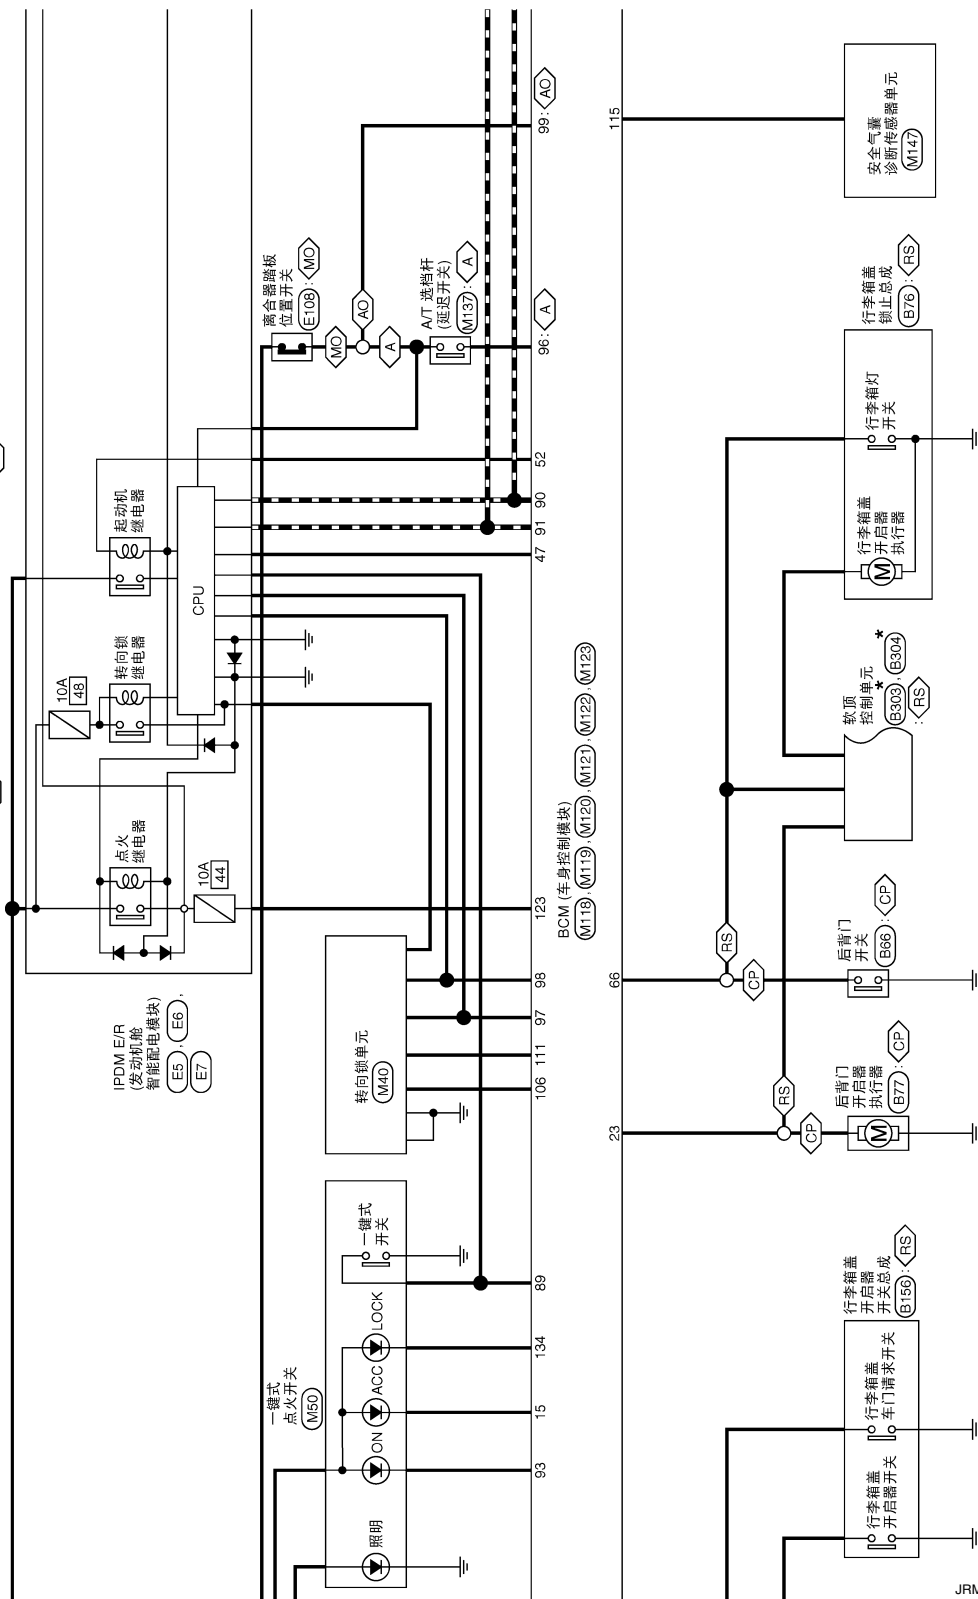 99 : AO
115
安全气囊
诊断传感器单元
M147
离合器踏板
位置开关
E108 : MO
MO
AO
A
A/T 选档杆
(延迟开关)
M137 : A
96 : A
行李箱盖
锁止总成
B76 : RS
行李箱灯
开关
行李箱盖
开启器
执行器
M
52
90
91
47
起动机
继电器
CPU
转向锁
继电器
10A
48
点火
继电器
10A
44
123
BCM (车身控制模块)
M118 , M119 , M120 , M121 , M122 , M123
软顶
控制单元
* *
B303 , B304
: RS
IPDM E/R
(发动机舱
智能配电模块)
E5 , E6 ,
E7
转向锁单元
M40
98
97
111
106
66
RS
CP
后背门
开关
B66 : CP
23
RS
CP
后背门
开启器
执行器
B77 : CP
M
一键式
开关
89
LOCK
134
ACC
15
ON
93
照明
一键式
点火开关
M50
行李箱盖
开启器
开关总成
B156 : RS
行李箱盖
车门请求开关
行李箱盖
开启器开关
JRM